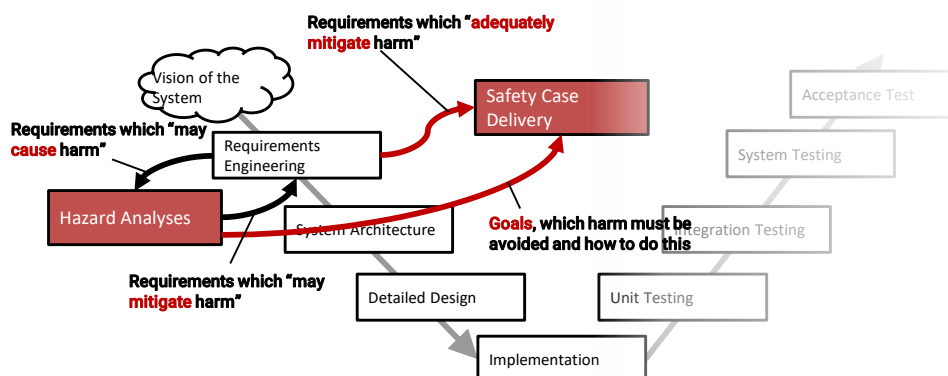 Requirements which “adequately
mitigate harm”
Vision of the
System
Safety Case
Delivery
Acceptance Test
Requirements which “may
cause harm”
Requirements
Engineering
System Testing
Hazard Analyses
System Architecture
Goals, which harm must be
avoided and how to do this
Integration Testing
Requirements which “may
mitigate harm”
Detailed Design
Unit Testing
Implementation